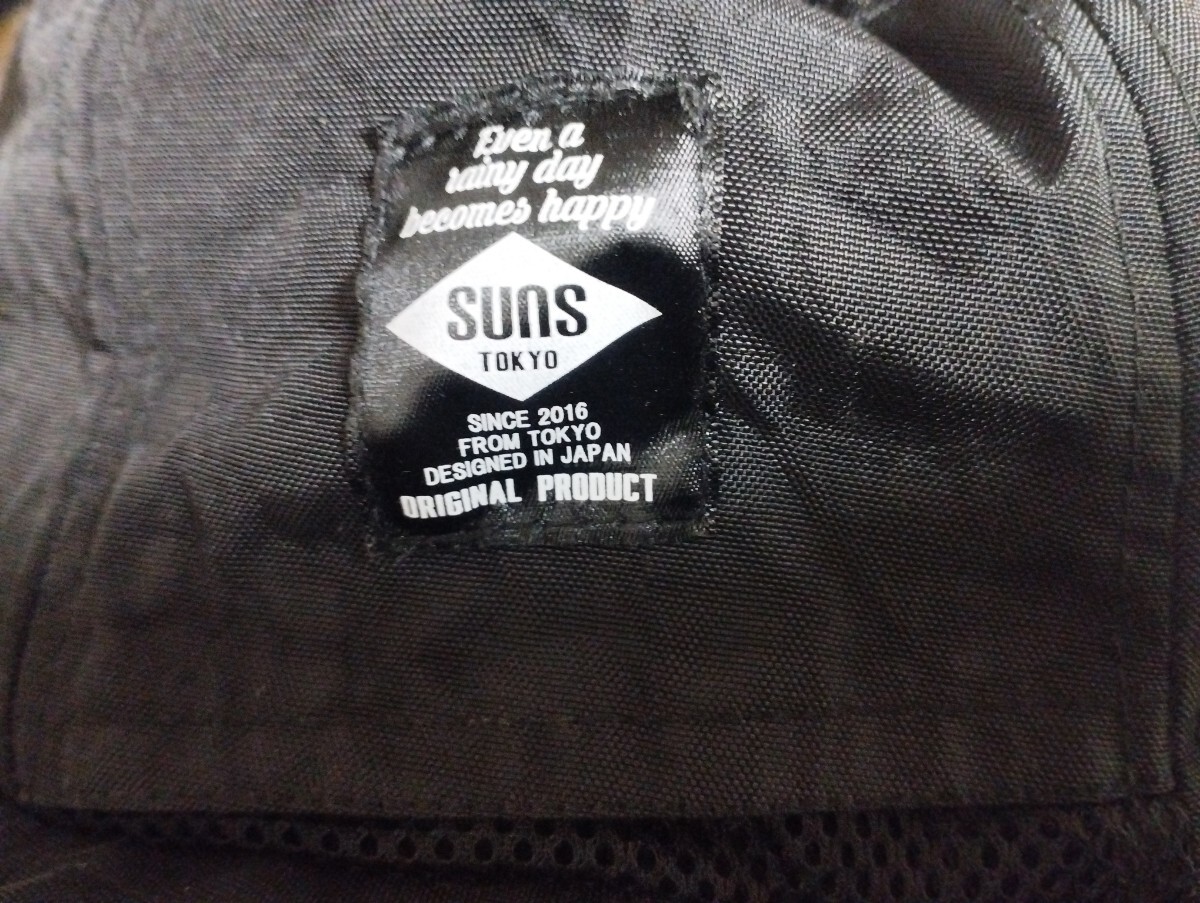 Even a
rainy day
becomes happy
SUNS
TOKYO
SINCE 2016
FROM TOKYO
DESIGNED IN JAPAN
ORIGINAL PRODUCT